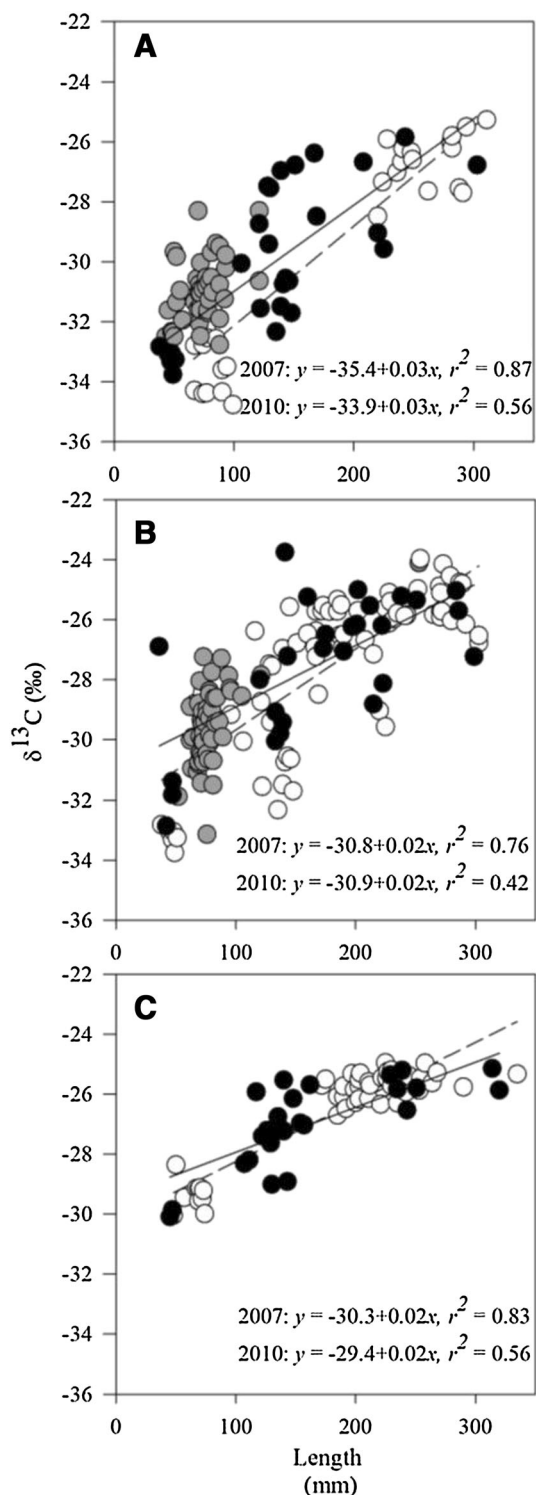 -22
A
-24
-26
-28
-30
-32
-34
2007: y = -35.4+0.03x, r2 = 0.87
2010: y = -33.9+0.03x, r2 = 0.56
-36
0 100 200 300
-22
B
-24
-26
-28
δ13C (‰)
-30
-32
-34
2007: y = -30.8+0.02x, r2 = 0.76
2010: y = -30.9+0.02x, r2 = 0.42
-36
0 100 200 300
-22
C
-24
-26
-28
-30
-32
-34
2007: y = -30.3+0.02x, r2 = 0.83
2010: y = -29.4+0.02x, r2 = 0.56
-36
0 100 200 300
Length
(mm)